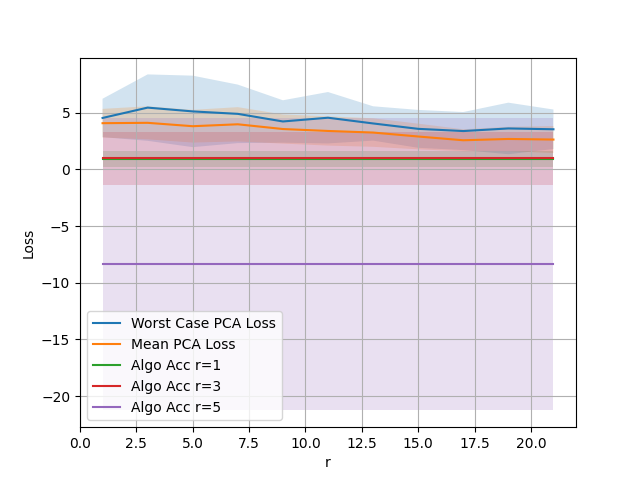 5
0
−5
−10
−15
−20
Loss
Worst Case PCA Loss
Mean PCA Loss
Algo Acc r=1
Algo Acc r=3
Algo Acc r=5
0.0 2.5 5.0 7.5 10.0 12.5 15.0 17.5 20.0
r